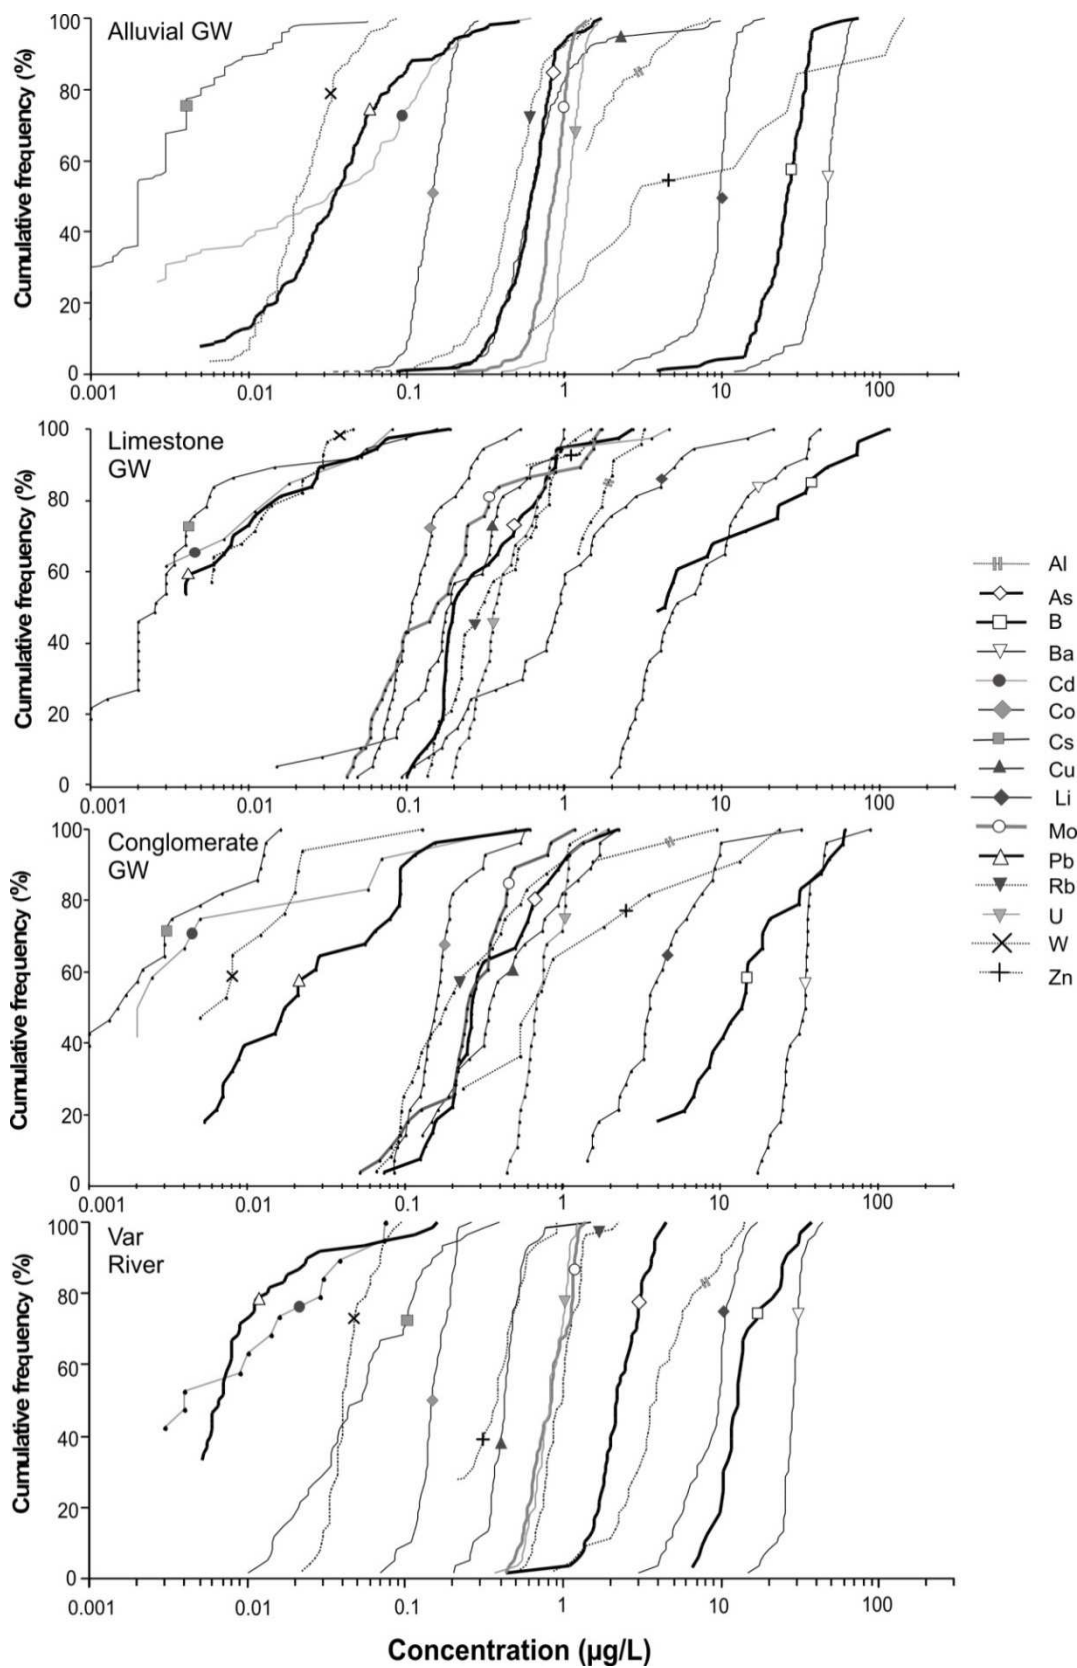 Alluvial GW
Cumulative frequency (%)
100
80
60
40
20
0
0.001 0.01 0.1 1 10 100
Limestone
GW
Cumulative frequency (%)
100
80
60
40
20
0
0.001 0.01 0.1 1 10 100
Conglomerate
GW
Cumulative frequency (%)
100
80
60
40
20
0
0.001 0.01 0.1 1 10 100
Var
River
Cumulative frequency (%)
100
80
60
40
20
0
0.001 0.01 0.1 1 10 100
Concentration (µg/L)
Al
As
B
Ba
Cd
Co
Cs
Cu
Li
Mo
Pb
Rb
U
W
Zn